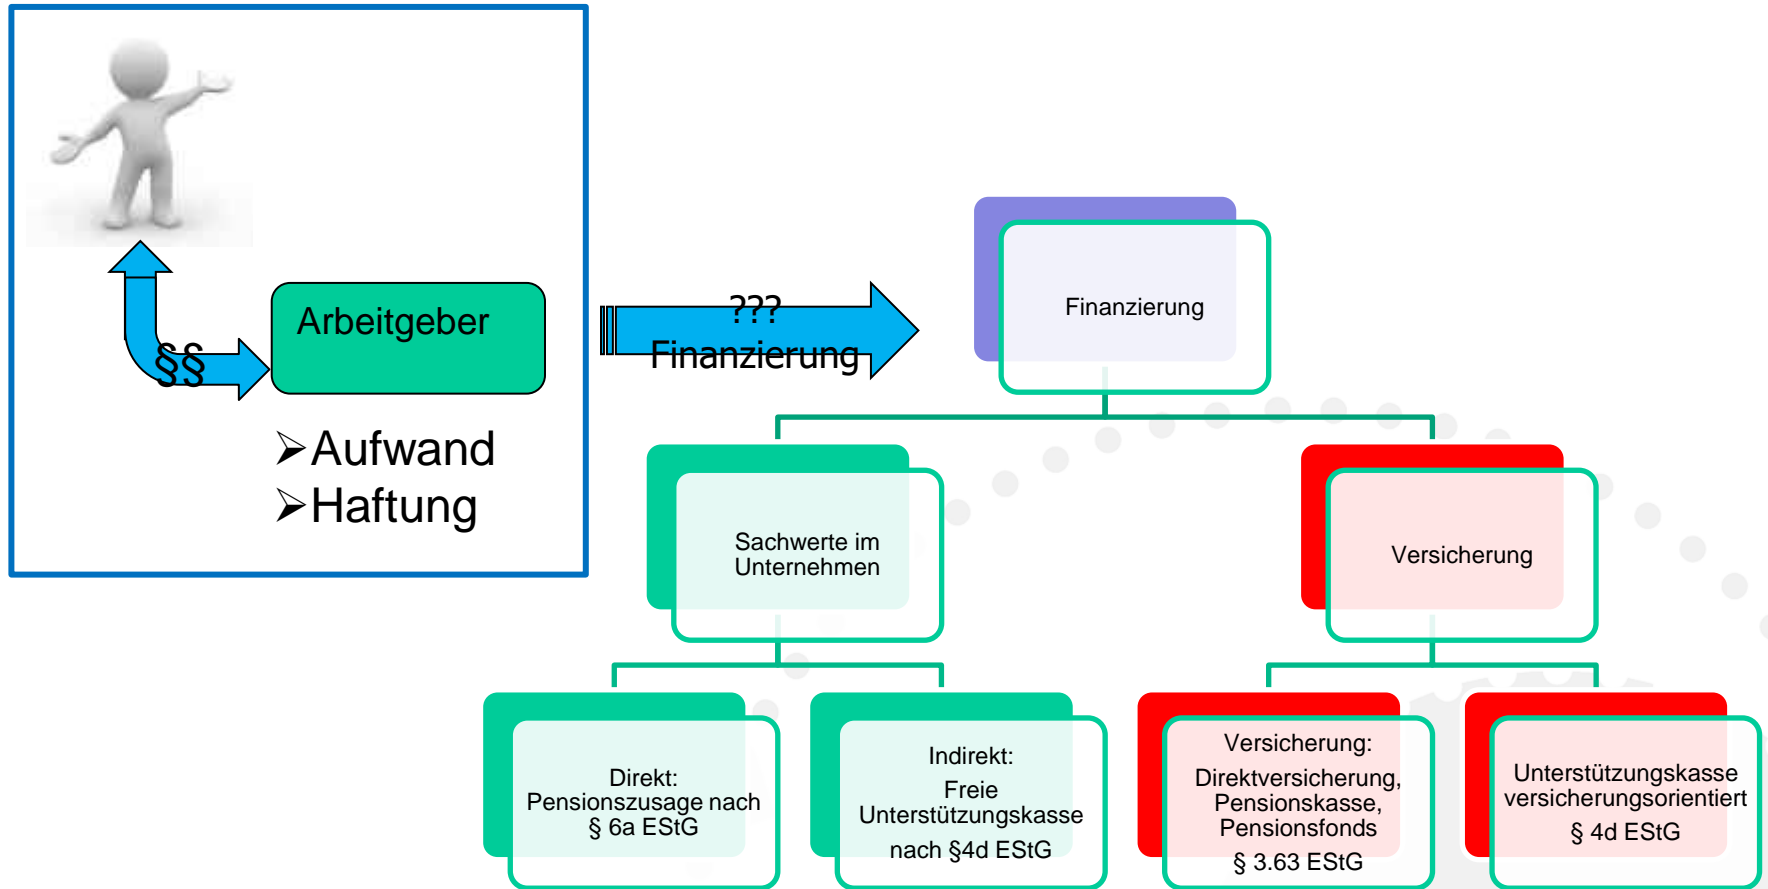 §§
Arbeitgeber
➢Aufwand
➢Haftung
???
Finanzierung
Finanzierung
Sachwerte im
Unternehmen
Versicherung
Direkt:
Pensionszusage nach
§ 6a EStG
Indirekt:
Freie
Unterstützungskasse
nach §4d EStG
Versicherung:
Direktversicherung,
Pensionskasse,
Pensionsfonds
§ 3.63 EStG
Unterstützungskasse
versicherungsorientiert
§ 4d EStG